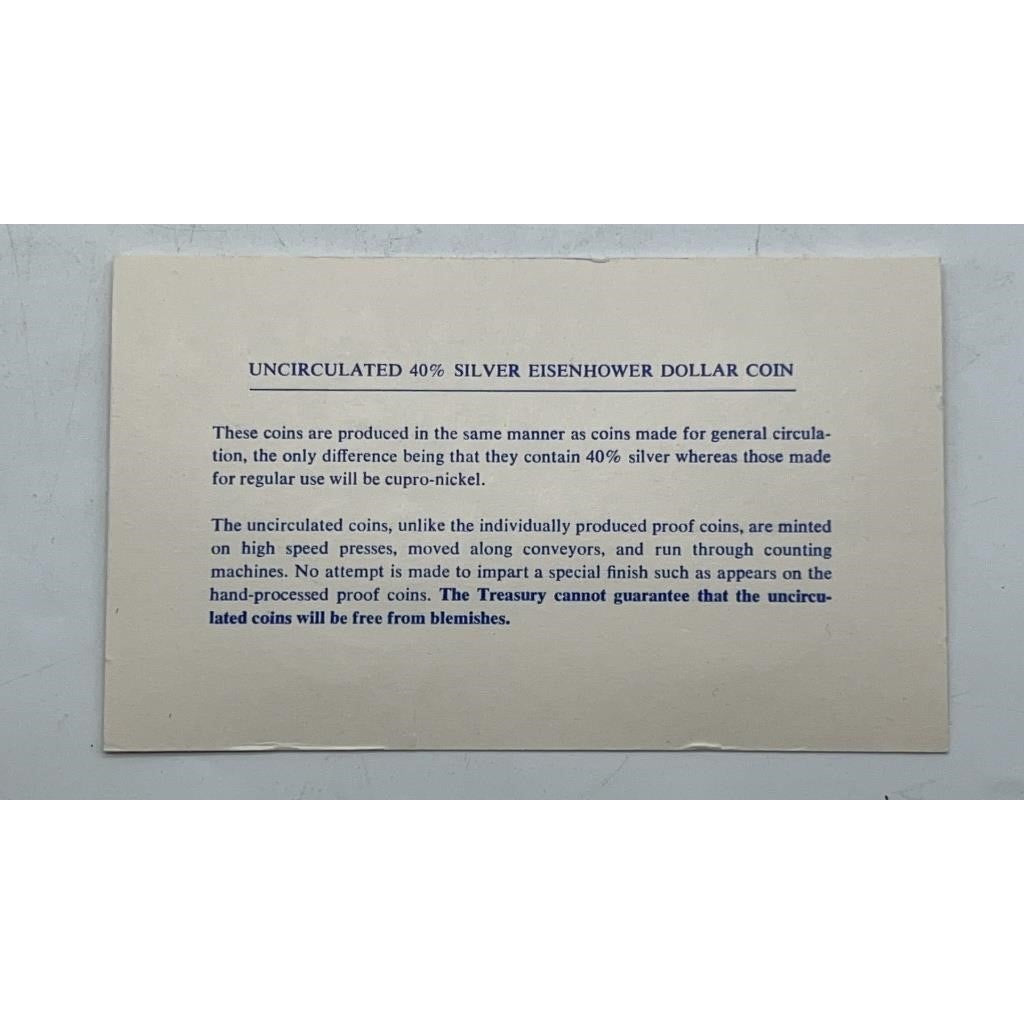 UNCIRCULATED 40% SILVER EISENHOWER DOLLAR COIN
These coins are produced in the same manner as coins made for general circula-
tion, the only difference being that they contain 40% silver whereas those made
for regular use will be cupro-nickel.
The uncirculated coins, unlike the individually produced proof coins, are minted
on high speed presses, moved along conveyors, and run through counting
machines. No attempt is made to impart a special finish such as appears on the
hand-processed proof coins. The Treasury cannot guarantee that the uncircu-
lated coins will be free from blemishes.